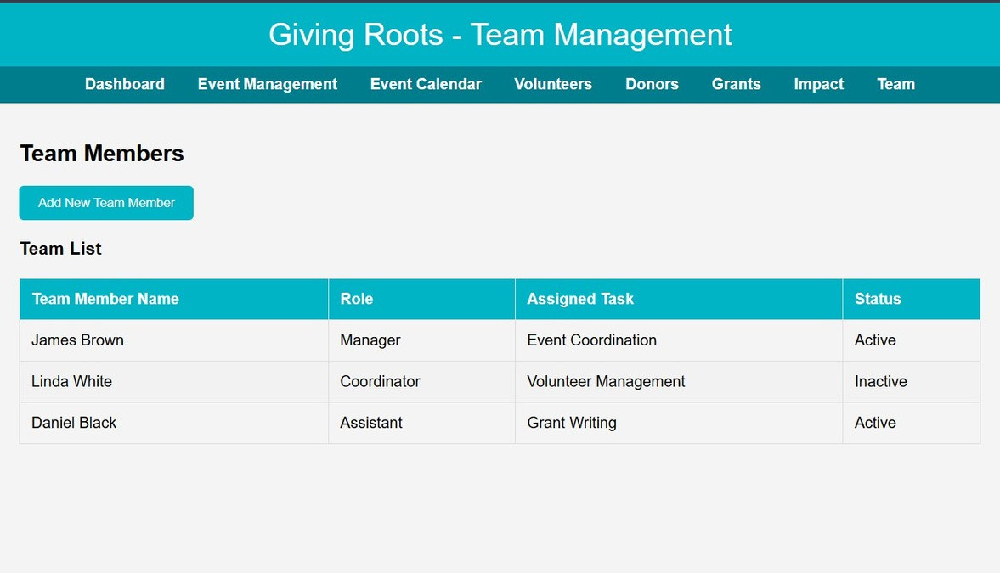 Giving Roots - Team Management
Dashboard Event Management Event Calendar Volunteers Donors Grants Impact Team
Team Members
Add New Team Member
Team List
Team Member Name Role Assigned Task Status
James Brown Manager Event Coordination Active
Linda White Coordinator Volunteer Management Inactive
Daniel Black Assistant Grant Writing Active